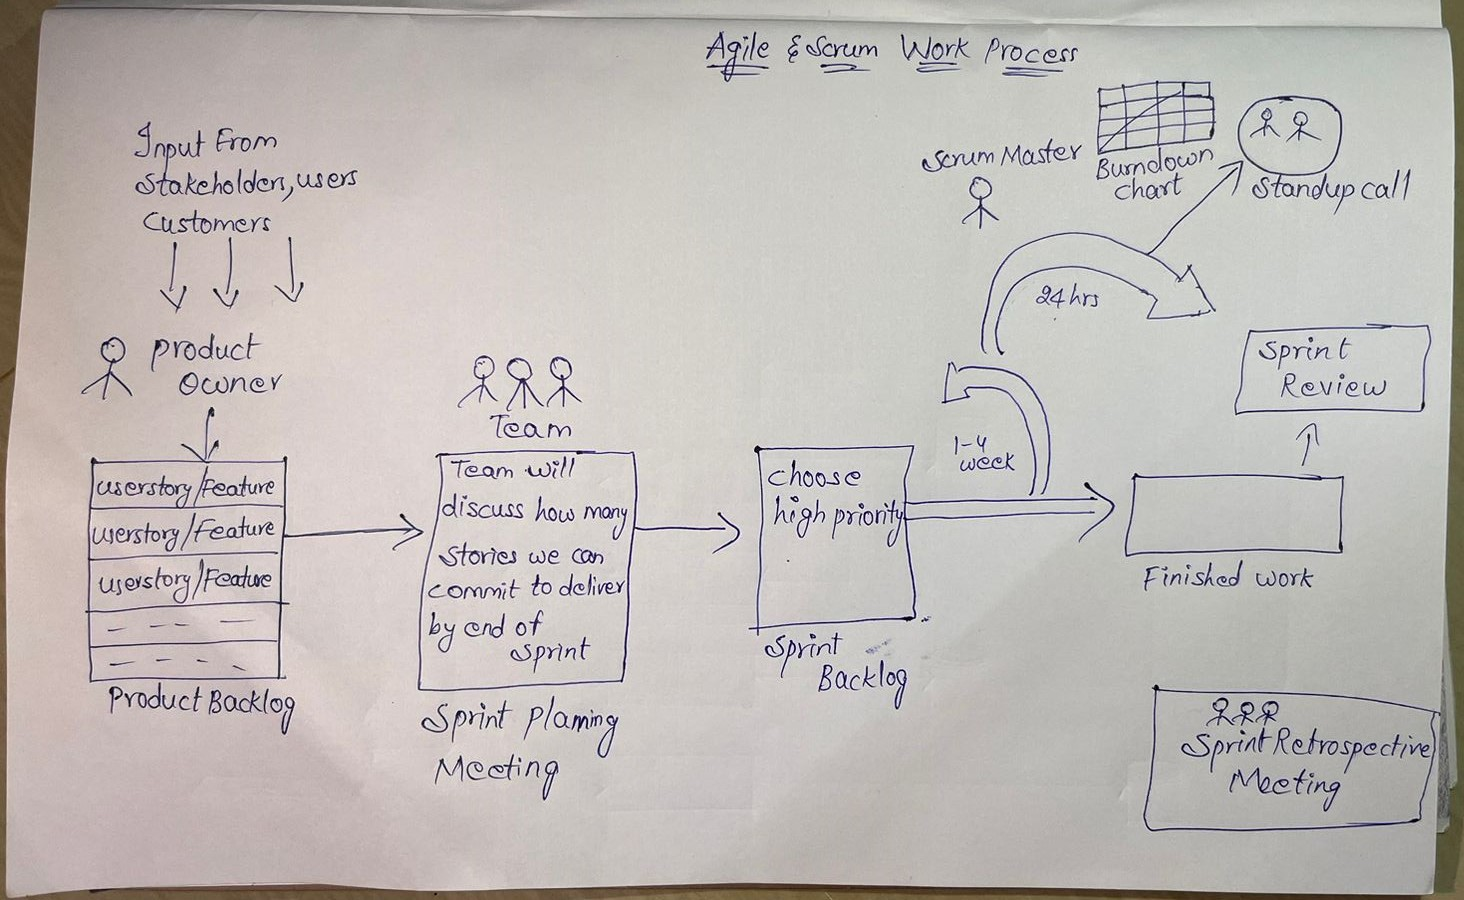 Agile & Scrum Work Process
Input From
Stakeholders, users
Customers
Product
Owner
userstory/Feature
userstory/Feature
userstory/Feature
Product Backlog
Team
Team will
discuss how many
stories we can
commit to deliver
by end of
sprint
Sprint Planing
Meeting
choose
high priority
Sprint
Backlog
1-4
week
24 hrs
Scrum Master
Burndown
chart
Standup call
Sprint
Review
Finished work
Sprint Retrospective
Meeting